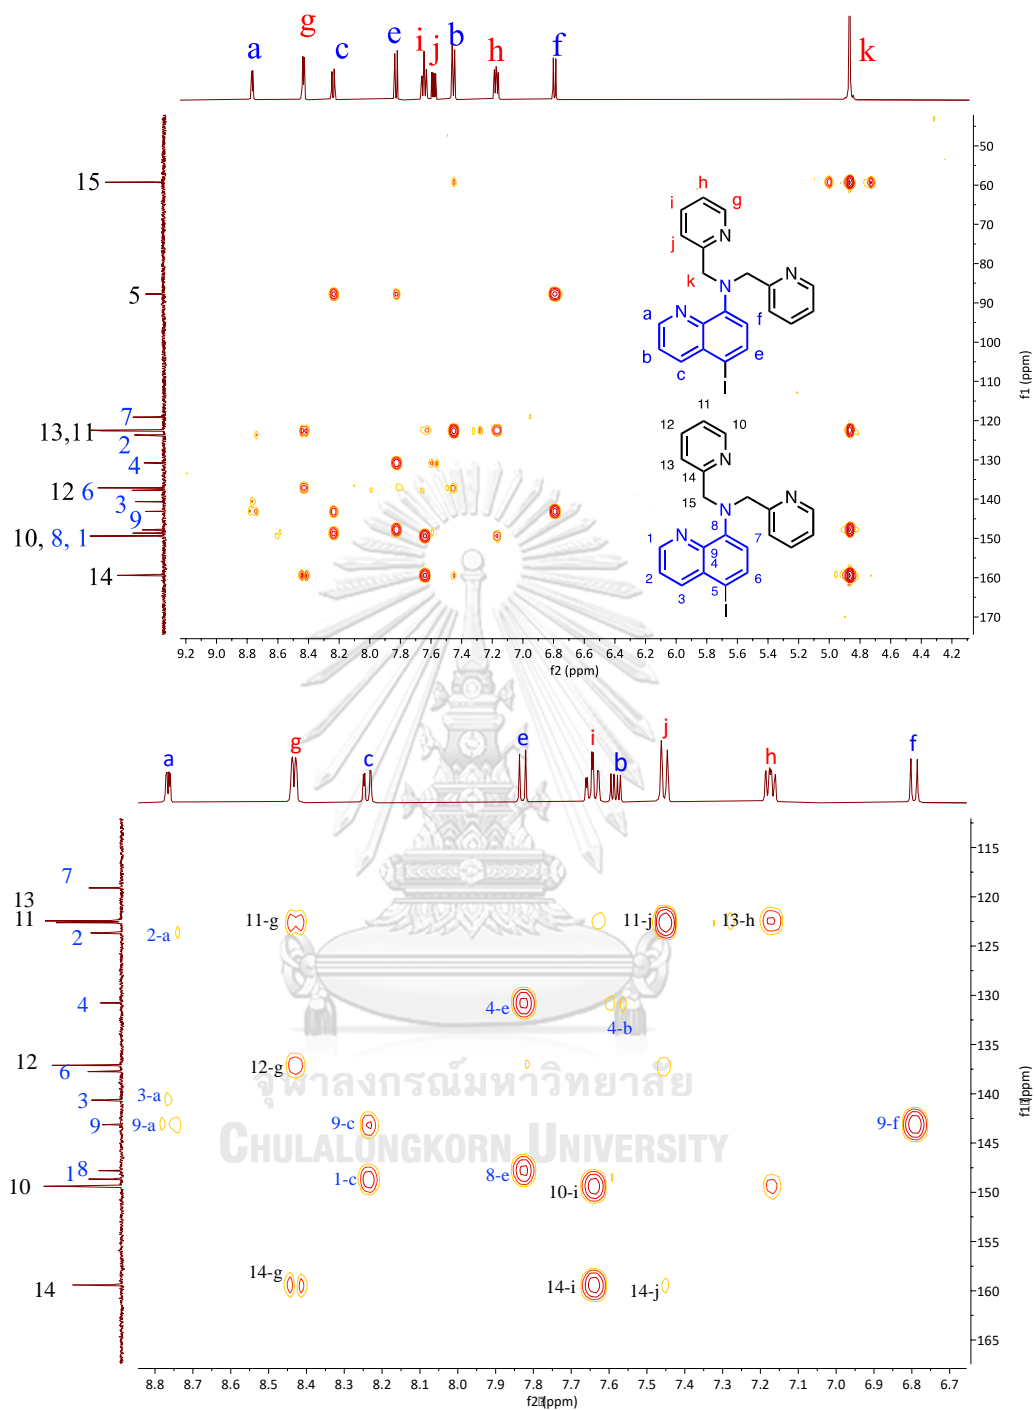 a g c e i j b h f k
15
5
7
13,11
2
4
12 6
3
9
10, 8, 1
14
50
60
70
80
90
100
110
120
130
140
150
160
170
f1 (ppm)
h
i g
j N
k N N
N
a f
b e
c
I
11
12 10
13 N
14
15 N N
8
1 N 7
9
4
2 6
3 5
I
9.2 9.0 8.8 8.6 8.4 8.2 8.0 7.8 7.6 7.4 7.2 7.0 6.8 6.6 6.4 6.2 6.0 5.8 5.6 5.4 5.2 5.0 4.8 4.6 4.4 4.2
f2 (ppm)
a g c e i b j h f
7
13
11
2
4
12
6
3
9
8
1
10
14
11-g 11-j 13-h
2-a
4-e
4-b
12-g
3-a
9-a 9-c 9-f
1-c 8-e
10-i
14-g
14-i 14-j
115
120
125
130
135
140
145
150
155
160
165
f1 (ppm)
จุฬาลงกรณ์มหาวิทยาลัย
CHULALONGKORN UNIVERSITY
8.8 8.7 8.6 8.5 8.4 8.3 8.2 8.1 8.0 7.9 7.8 7.7 7.6 7.5 7.4 7.3 7.2 7.1 7.0 6.9 6.8 6.7
f2 (ppm)